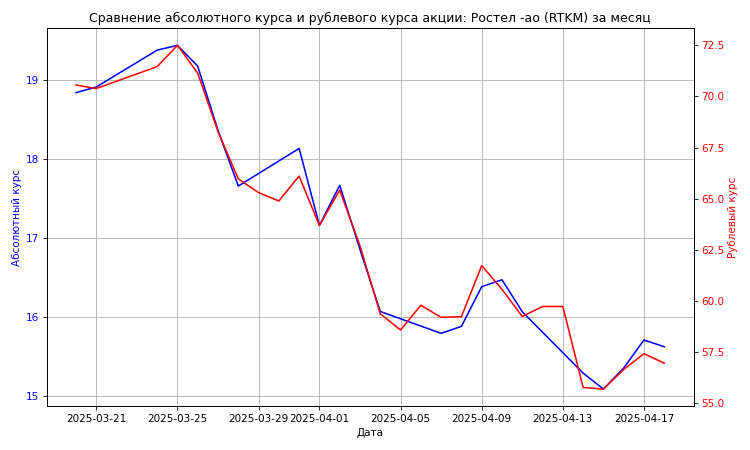 Сравнение абсолютного курса и рублевого курса акции: Ростел -ао (RTKM) за месяц
Абсолютный курс
19
18
17
16
15
72.5
70.0
67.5
65.0
62.5
60.0
57.5
55.0
Рублевый курс
2025-03-21 2025-03-25 2025-03-29 2025-04-01 2025-04-05 2025-04-09 2025-04-13 2025-04-17
Дата